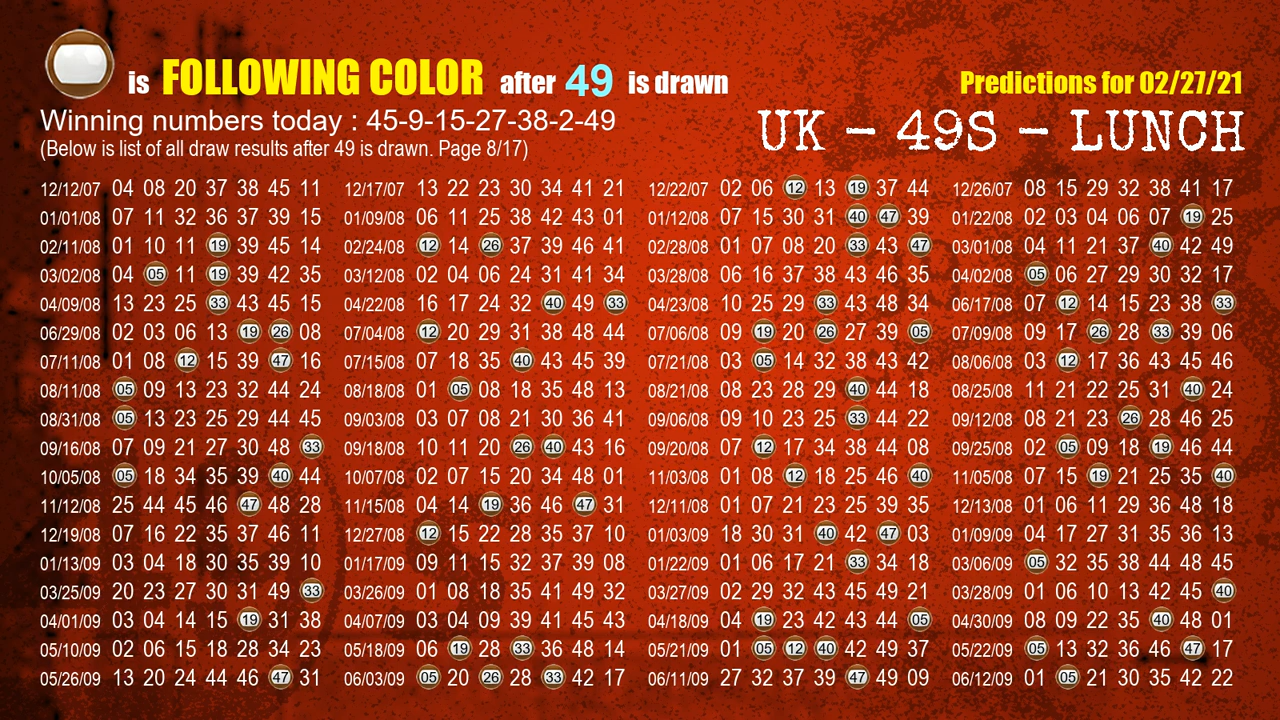 is FOLLOWING COLOR after 49 is drawn
Predictions for 02/27/21
Winning numbers today : 45-9-15-27-38-2-49
UK - 49S - LUNCH
(Below is list of all draw results after 49 is drawn. Page 8/17)
12/12/07 04 08 20 37 38 45 11 12/17/07 13 22 23 30 34 41 21 12/22/07 02 06 12 13 19 37 44 12/26/07 08 15 29 32 38 41 17
01/01/08 07 11 32 36 37 39 15 01/09/08 06 11 25 38 42 43 01 01/12/08 07 15 30 31 40 47 39 01/22/08 02 03 04 06 07 19 25
02/11/08 01 10 11 19 39 45 14 02/24/08 12 14 26 37 39 46 41 02/28/08 01 07 08 20 33 43 47 03/01/08 04 11 21 37 40 42 49
03/02/08 04 05 11 19 39 42 35 03/12/08 02 04 06 24 31 41 34 03/28/08 06 16 37 38 43 46 35 04/02/08 05 06 27 29 30 32 17
04/09/08 13 23 25 33 43 45 15 04/22/08 16 17 24 32 40 49 33 04/23/08 10 25 29 33 43 48 34 06/17/08 07 12 14 15 23 38 33
06/29/08 02 03 06 13 19 26 08 07/04/08 12 20 29 31 38 48 44 07/06/08 09 19 20 26 27 39 05 07/09/08 09 17 26 28 33 39 06
07/11/08 01 08 12 15 39 47 16 07/15/08 07 18 35 40 43 45 39 07/21/08 03 05 14 32 38 43 42 08/06/08 03 12 17 36 43 45 46
08/11/08 05 09 13 23 32 44 24 08/18/08 01 05 08 18 35 48 13 08/21/08 08 23 28 29 40 44 18 08/25/08 11 21 22 25 31 40 24
08/31/08 05 13 23 25 29 44 45 09/03/08 03 07 08 21 30 36 41 09/06/08 09 10 23 25 33 44 22 09/12/08 08 21 23 26 28 46 25
09/16/08 07 09 21 27 30 48 33 09/18/08 10 11 20 26 40 43 16 09/20/08 07 12 17 34 38 44 08 09/25/08 02 05 09 18 19 46 44
10/05/08 05 18 34 35 39 40 44 10/07/08 02 07 15 20 34 48 01 11/03/08 01 08 12 18 25 46 40 11/05/08 07 15 19 21 25 35 40
11/12/08 25 44 45 46 47 48 28 11/15/08 04 14 19 36 46 47 31 12/11/08 01 07 21 23 25 39 35 12/13/08 01 06 11 29 36 48 18
12/19/08 07 16 22 35 37 46 11 12/27/08 12 15 22 28 35 37 10 01/03/09 18 30 31 40 42 47 03 01/09/09 04 17 27 31 35 36 13
01/13/09 03 04 18 30 35 39 10 01/17/09 09 11 15 32 37 39 08 01/22/09 01 06 17 21 33 34 18 03/06/09 05 32 35 38 44 48 45
03/25/09 20 23 27 30 31 49 33 03/26/09 01 08 18 35 41 49 32 03/27/09 02 29 32 43 45 49 21 03/28/09 01 06 10 13 42 45 40
04/01/09 03 04 14 15 19 31 38 04/07/09 03 04 09 39 41 45 43 04/18/09 04 19 23 42 43 44 05 04/30/09 08 09 22 35 40 48 01
05/10/09 02 06 15 18 28 34 23 05/18/09 06 19 28 33 36 48 14 05/21/09 01 05 12 40 42 49 37 05/22/09 05 13 32 36 46 47 17
05/26/09 13 20 24 44 46 47 31 06/03/09 05 20 26 28 33 42 17 06/11/09 27 32 37 39 47 49 09 06/12/09 01 05 21 30 35 42 22